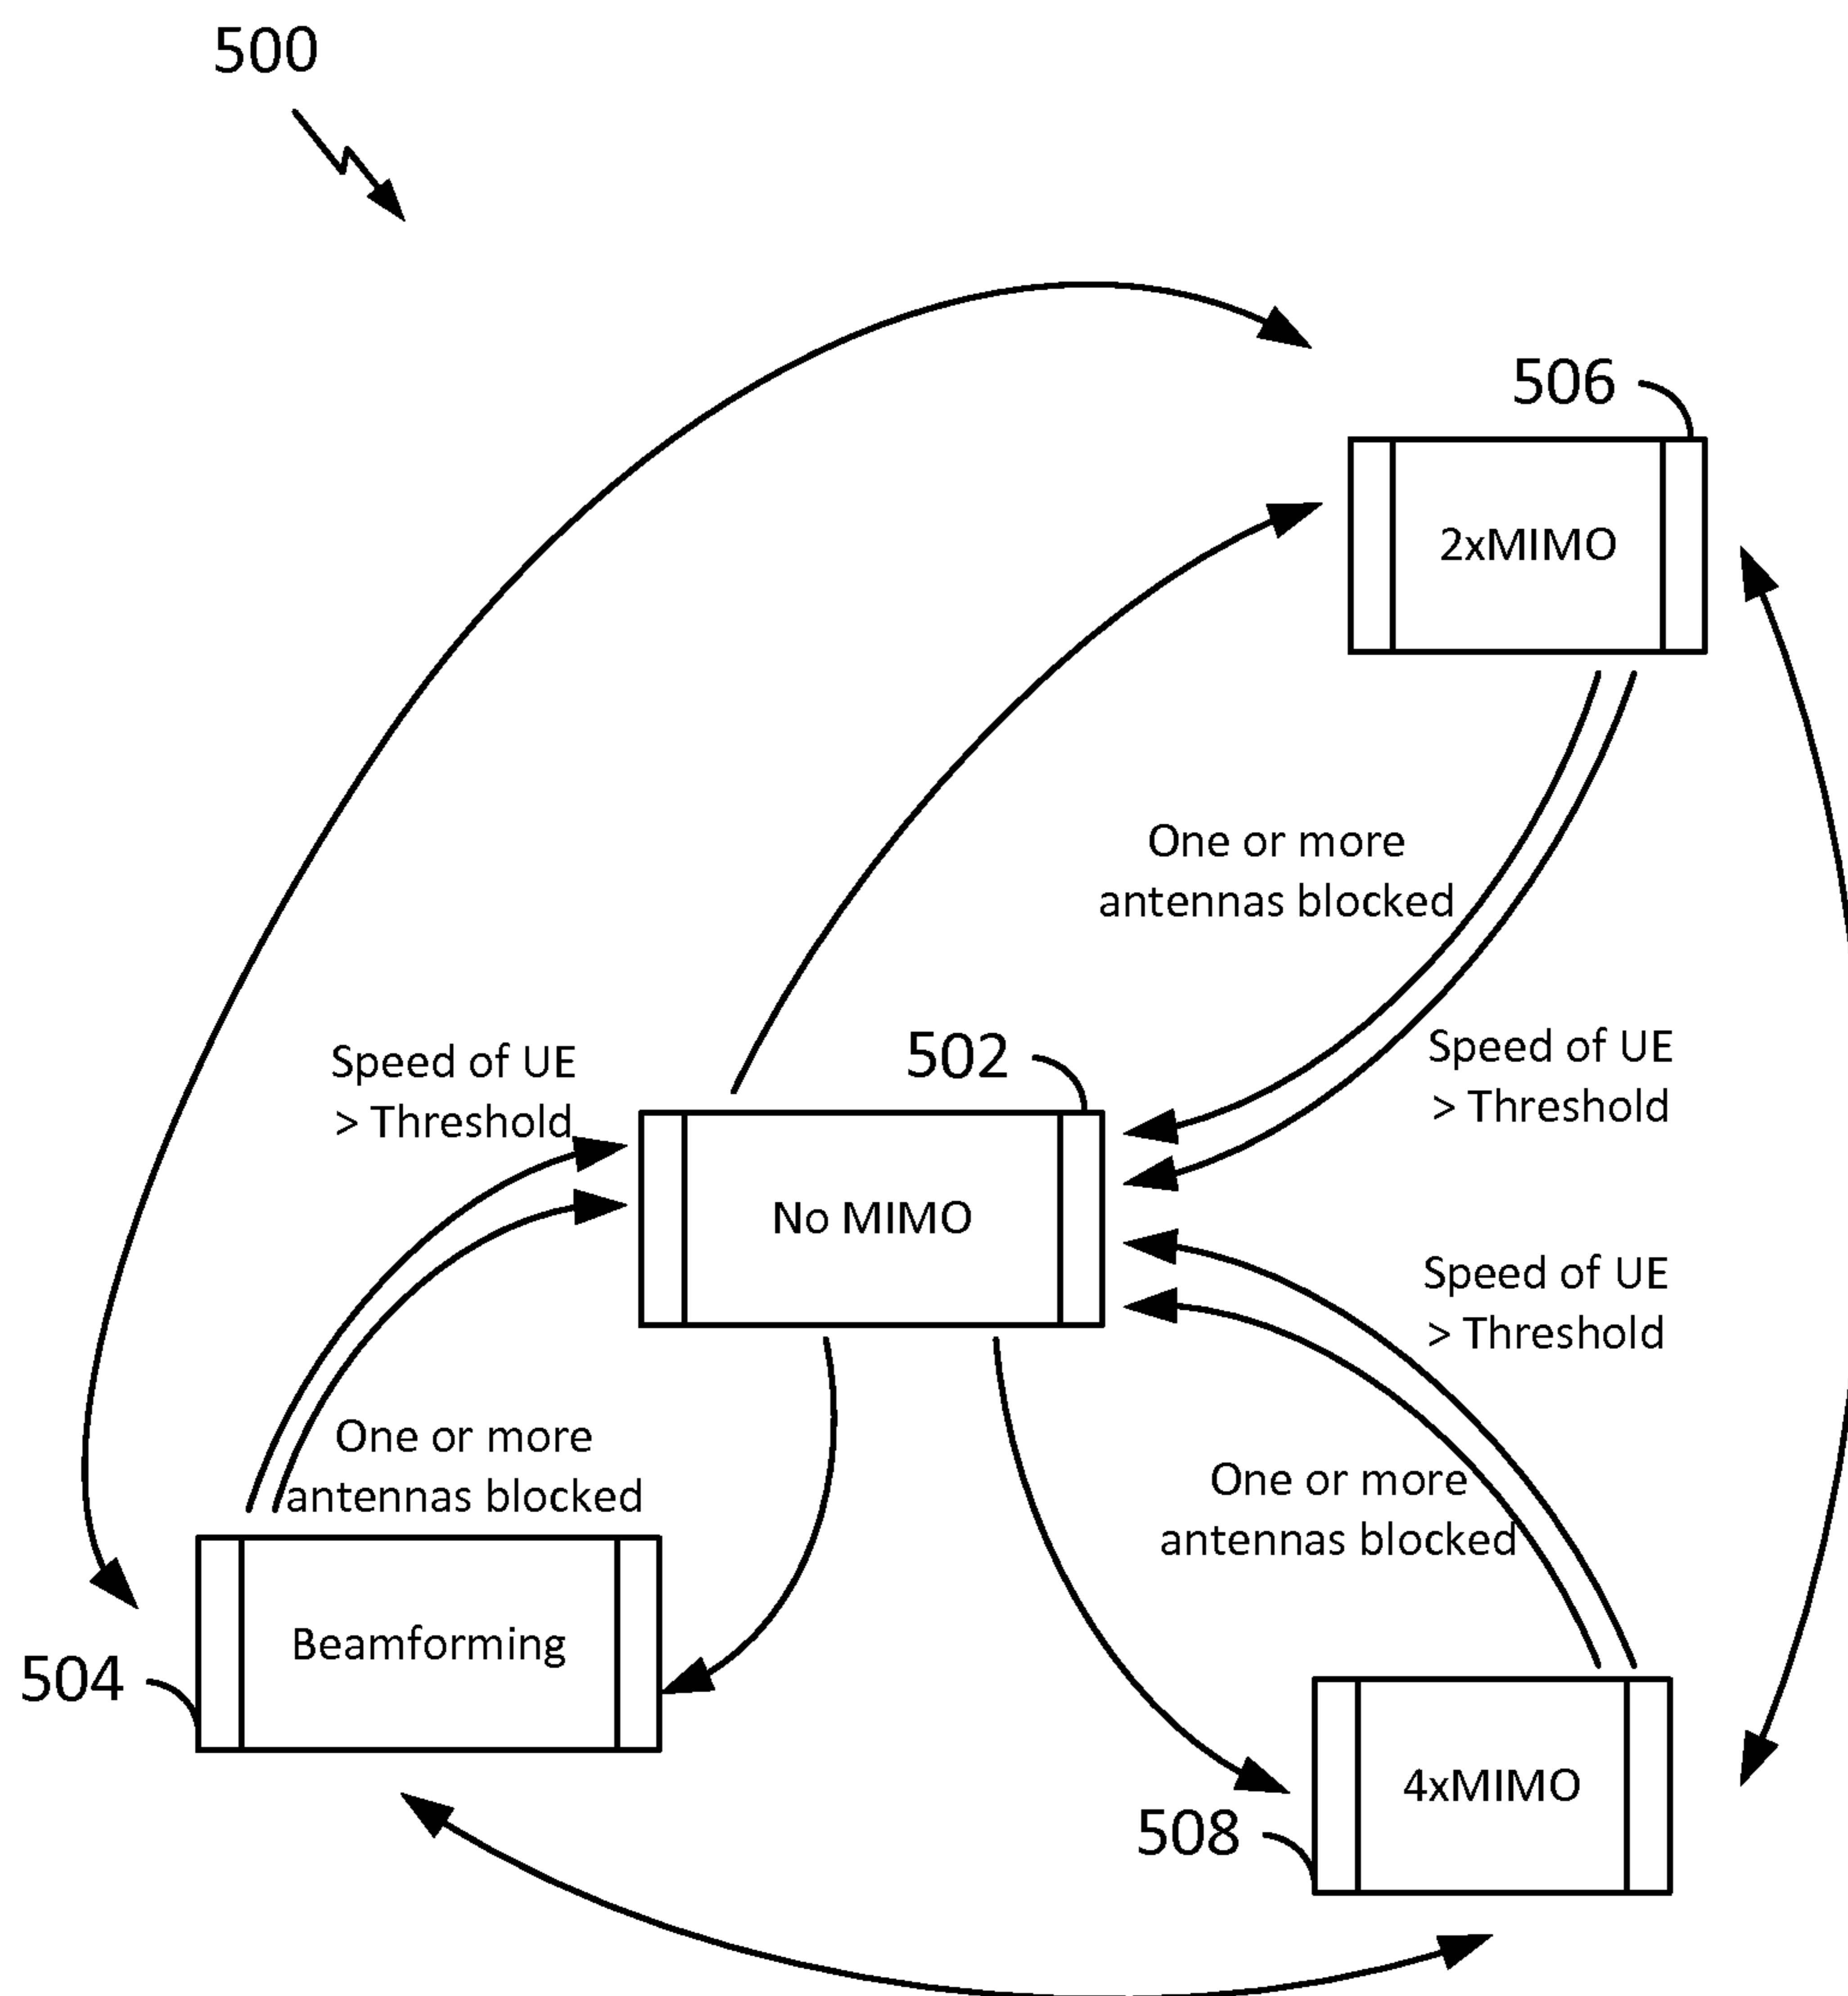 500
506
2xMIMO
One or more
antennas blocked
Speed of UE
> Threshold
502
Speed of UE
> Threshold
No MIMO
Speed of UE
> Threshold
One or more
antennas blocked
One or more
antennas blocked
Beamforming
504
4xMIMO
508